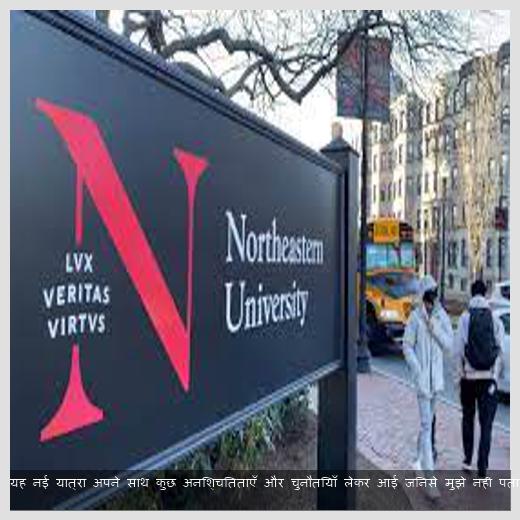 LVX
VERITAS
VIRTVS
Northeastern
University
यह नई यात्रा अपने साथ कुछ अनिश्चितताएँ और चुनौतियाँ लेकर आई जिनसे मुझे नही पता